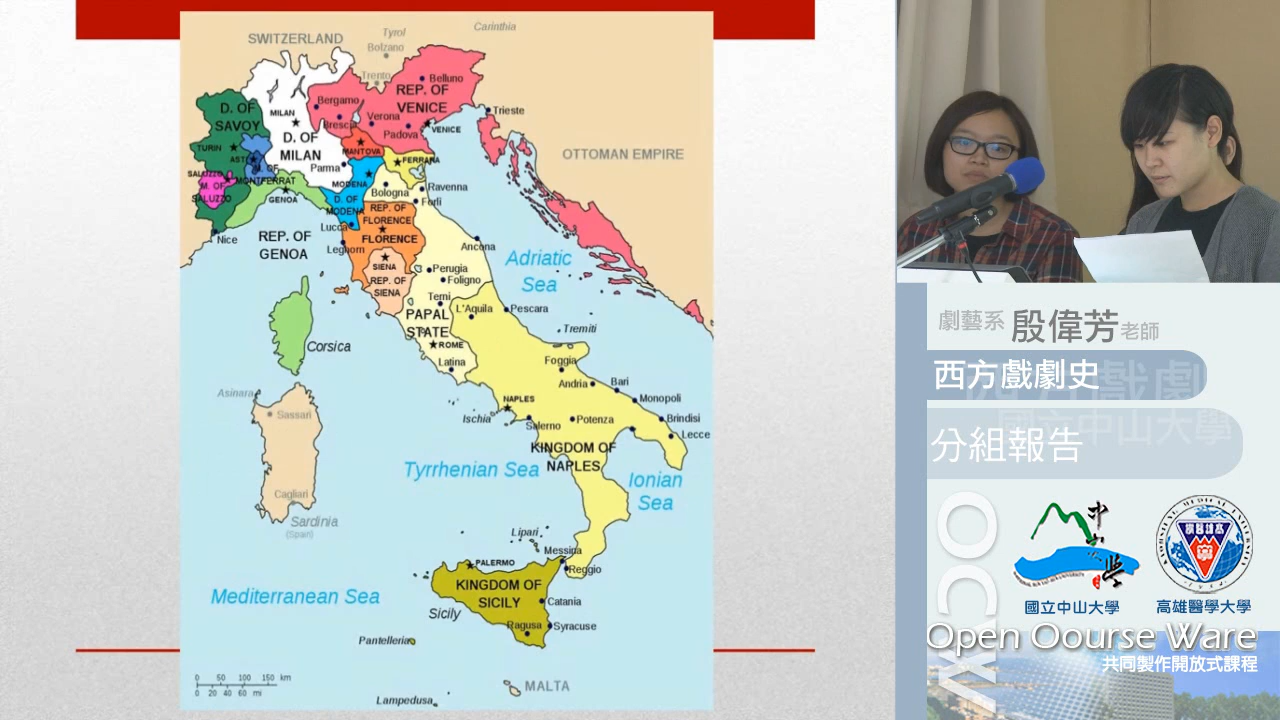 SWITZERLAND
Tyrol
Carinthia
Bolzano
Trento
Belluno
REP. OF
VENICE
D. OF
SAVOY
MILAN
D. OF
MILAN
Bergamo
Brescia
Verona
Padova
VENICE
Trieste
TURIN
ASTI
MANTOVA
FERRARA
OTTOMAN EMPIRE
SALUZZO
M. OF
SALUZZO
M. OF
MONTFERRAT
Parma
MODENA
D. OF
MODENA
Bologna
Ravenna
Forlì
GENOA
Nice
REP. OF
GENOA
Lucca
Leghorn
REP. OF
FLORENCE
FLORENCE
SIENA
REP. OF
SIENA
Ancona
Adriatic
Sea
Perugia
Foligno
Terni
L'Aquila
Pescara
PAPAL
STATE
ROME
Tremiti
Corsica
Latina
Foggia
Andria
Bari
Monopoli
Asinara
Sassari
NAPLES
Ischia
Salerno
Potenza
Brindisi
Lecce
KINGDOM OF
NAPLES
Tyrrhenian Sea
Ionian
Sea
Cagliari
Sardinia
(Spain)
Lipari
Messina
Reggio
PALERMO
KINGDOM OF
SICILY
Sicily
Catania
Ragusa
Syracuse
Mediterranean Sea
Pantelleria
0 50 100 150 km
0 20 40 60 mi
MALTA
Lampedusa
劇藝系 殷偉芳老師
西方戲劇史
分組報告
OCW
國立中山大學
高雄醫學大學
Open Oourse Ware
共同製作開放式課程